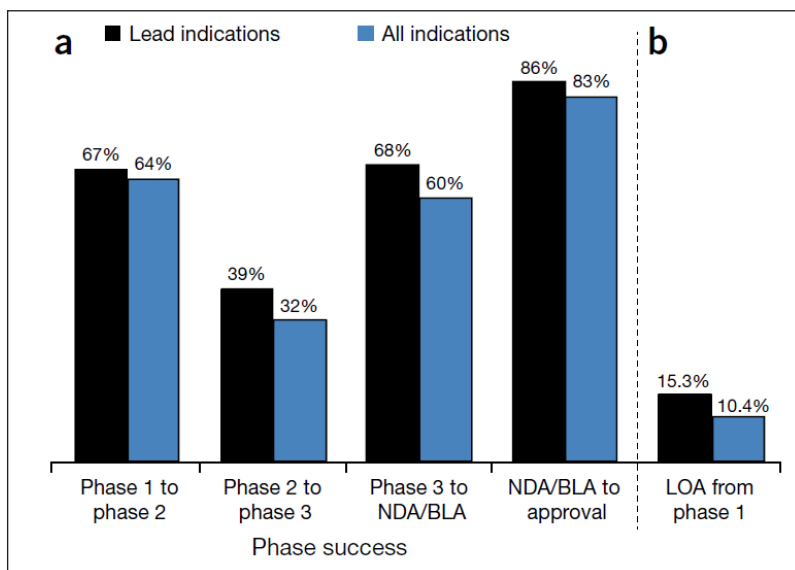 a
Lead indications
All indications
b
67%
64%
39%
32%
68%
60%
86%
83%
15.3%
10.4%
Phase 1 to
phase 2
Phase 2 to
phase 3
Phase 3 to
NDA/BLA
NDA/BLA to
approval
LOA from
phase 1
Phase success